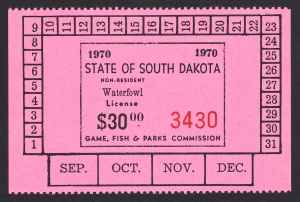 9 10 11 12 13 14 15 16 17 18 19 20 21 22 23
8 24
7 25
6 26
5 27
4 28
3 29
2 30
1 31
1970 1970
STATE OF SOUTH DAKOTA
NON-RESIDENT
Waterfowl
License
$30.00 3430
GAME, FISH & PARKS COMMISSION
SEP. OCT. NOV. DEC.